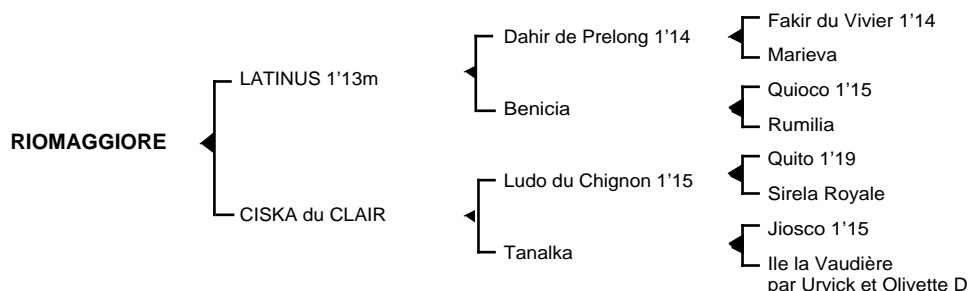 RIOMAGGIORE
LATINUS 1’13m
CISKA du CLAIR
Dahir de Prelong 1’14
Benicia
Ludo du Chignon 1’15
Tanalka
Fakir du Vivier 1’14
Marieva
Quioco 1’15
Rumilia
Quito 1’19
Sirela Royale
Jiosco 1’15
Ile la Vaudière
par Urvick et Olivette D